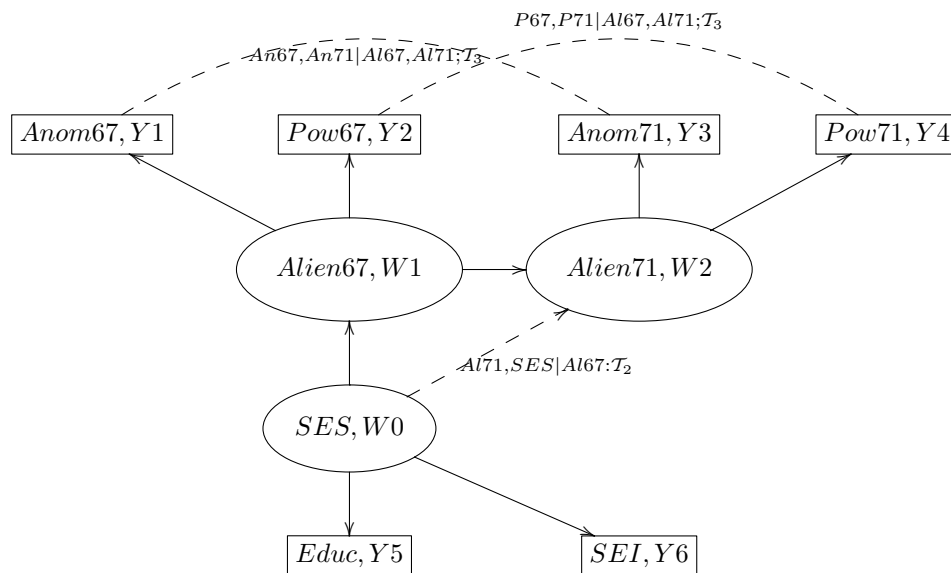 P67,P71|Al67,Al71;T₃
An67,An71|Al67,Al71;T₃
Anom67,Y1
Pow67,Y2
Anom71,Y3
Pow71,Y4
Alien67,W1
Alien71,W2
Al71,SES|Al67:T₂
SES,W0
Educ,Y5
SEI,Y6